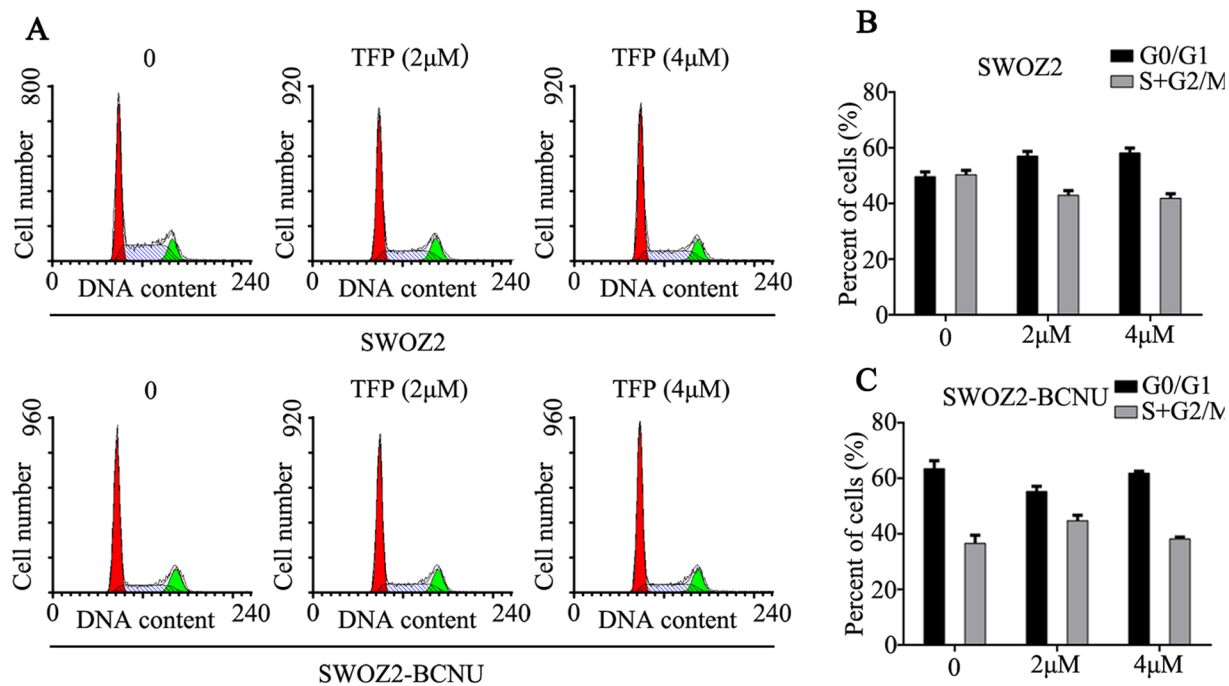 A
0
TFP (2μM)
TFP (4μM)
800
Cell number
0
DNA content
240
920
Cell number
0
DNA content
240
920
Cell number
0
DNA content
240
SWOZ2
0
TFP (2μM)
TFP (4μM)
960
Cell number
0
DNA content
240
920
Cell number
0
DNA content
240
960
Cell number
0
DNA content
240
SWOZ2-BCNU
B
SWOZ2
G0/G1
S+G2/M
Percent of cells (%)
80
60
40
20
0
0
2μM
4μM
C
SWOZ2-BCNU
G0/G1
S+G2/M
Percent of cells (%)
80
60
40
20
0
0
2μM
4μM